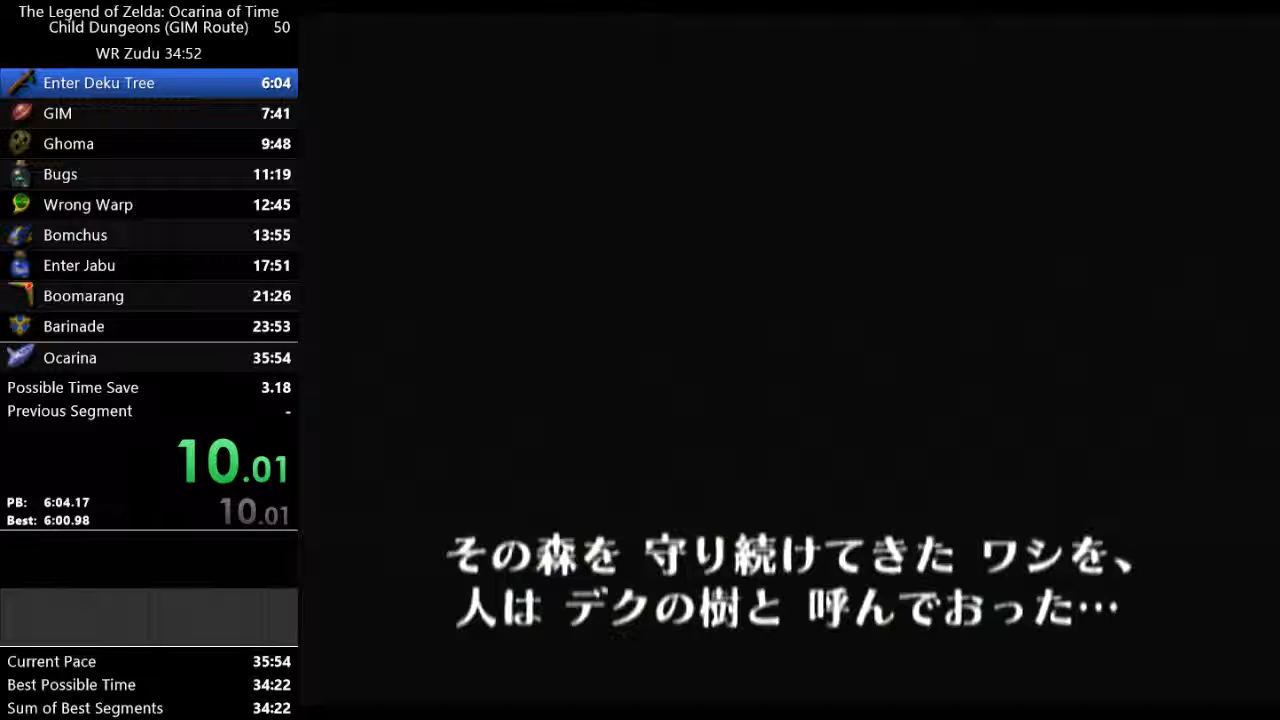 The Legend of Zelda: Ocarina of Time
Child Dungeons (GIM Route) 50
WR Zudu 34:52
Enter Deku Tree 6:04
GIM 7:41
Ghoma 9:48
Bugs 11:19
Wrong Warp 12:45
Bomchus 13:55
Enter Jabu 17:51
Boomarang 21:26
Barinade 23:53
Ocarina 35:54
Possible Time Save 3.18
Previous Segment -
10.01
PB: 6:04.17
Best: 6:00.98
10.01
Current Pace 35:54
Best Possible Time 34:22
Sum of Best Segments 34:22
その森を 守り続けてきた ワシを、
人は デクの樹と 呼んでおった…